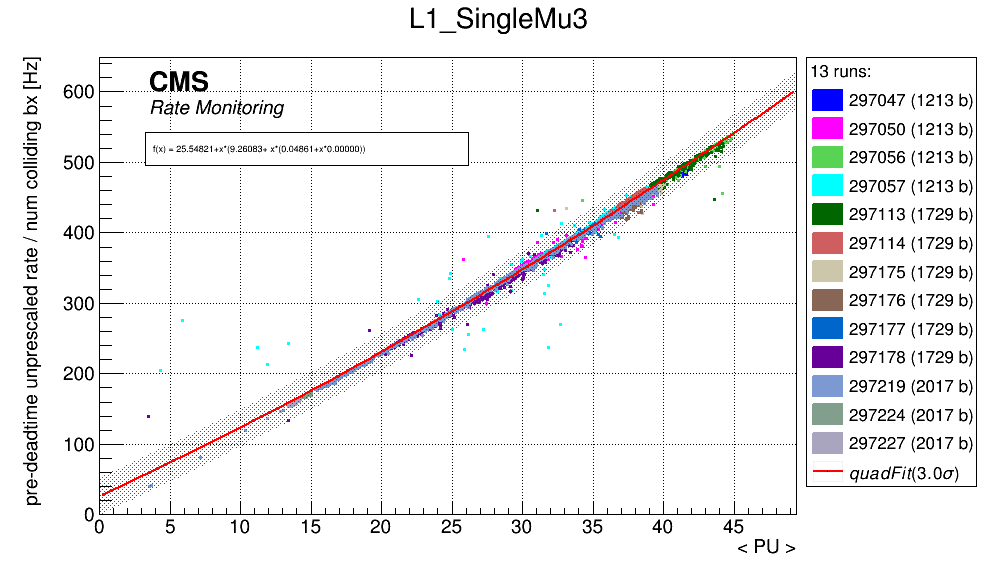 L1_SingleMu3
pre-deadtime unprescaled rate / num colliding bx [Hz]
CMS
Rate Monitoring
f(x) = 25.54821+x*(9.26083+ x*(0.04861+x*0.00000))
600
500
400
300
200
100
0
0 5 10 15 20 25 30 35 40 45
< PU >
13 runs:
297047 (1213 b)
297050 (1213 b)
297056 (1213 b)
297057 (1213 b)
297113 (1729 b)
297114 (1729 b)
297175 (1729 b)
297176 (1729 b)
297177 (1729 b)
297178 (1729 b)
297219 (2017 b)
297224 (2017 b)
297227 (2017 b)
quadFit(3.0σ)